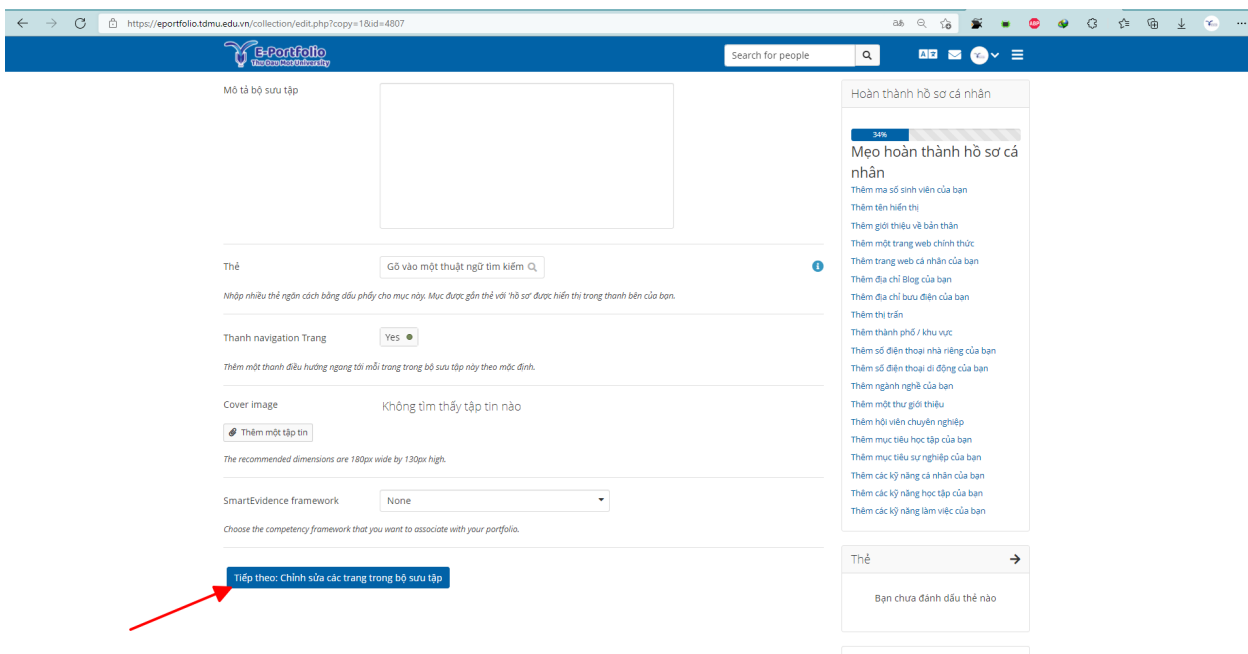 https://eportfolio.tdmu.edu.vn/collection/edit.php?copy=1&id=4807
E-Portfolio
Thu Dau Mot University
Search for people
Mô tả bộ sưu tập
Thẻ
Gõ vào một thuật ngữ tìm kiếm
Nhập nhiều thẻ ngăn cách bằng dấu phẩy cho mục này. Mục được gắn thẻ với 'hồ sơ' được hiển thị trong thanh bên của bạn.
Thanh navigation Trang
Yes
Thêm một thanh điều hướng ngang tới mỗi trang trong bộ sưu tập này theo mặc định.
Cover image
Không tìm thấy tập tin nào
Thêm một tập tin
The recommended dimensions are 180px wide by 130px high.
SmartEvidence framework
None
Choose the competency framework that you want to associate with your portfolio.
Tiếp theo: Chỉnh sửa các trang trong bộ sưu tập
Hoàn thành hồ sơ cá nhân
34%
Mẹo hoàn thành hồ sơ cá
nhân
Thêm ma số sinh viên của bạn
Thêm tên hiển thị
Thêm giới thiệu về bản thân
Thêm một trang web chính thức
Thêm trang web cá nhân của bạn
Thêm địa chỉ Blog của bạn
Thêm địa chỉ bưu điện của bạn
Thêm thị trấn
Thêm thành phố / khu vực
Thêm số điện thoại nhà riêng của bạn
Thêm số điện thoại di động của bạn
Thêm ngành nghề của bạn
Thêm một thư giới thiệu
Thêm hội viên chuyên nghiệp
Thêm mục tiêu học tập của bạn
Thêm mục tiêu sự nghiệp của bạn
Thêm các kỹ năng cá nhân của bạn
Thêm các kỹ năng học tập của bạn
Thêm các kỹ năng làm việc của bạn
Thẻ
Bạn chưa đánh dấu thẻ nào